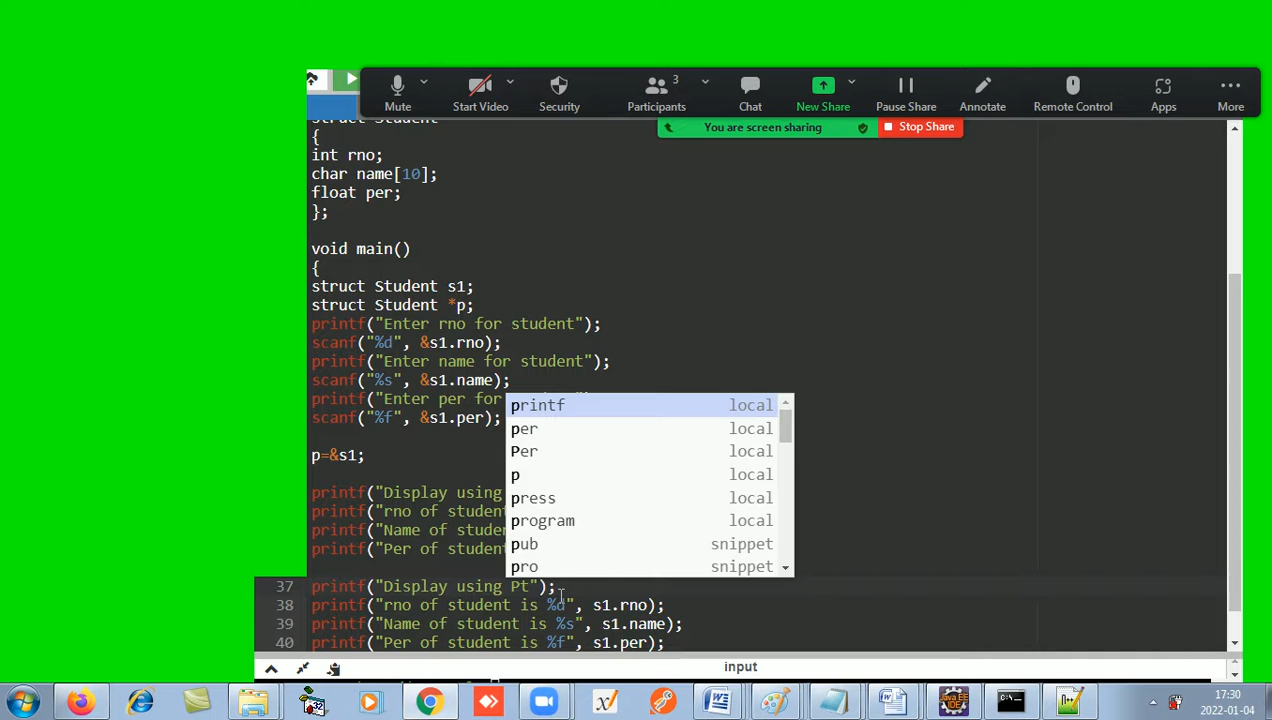 Mute
Start Video
Security
Participants
3
Chat
New Share
Pause Share
Annotate
Remote Control
Apps
More
You are screen sharing
Stop Share
struct Student
{
int rno;
char name[10];
float per;
};
void main()
{
struct Student s1;
struct Student *p;
printf("Enter rno for student");
scanf("%d", &s1.rno);
printf("Enter name for student");
scanf("%s", &s1.name);
printf("Enter per for
scanf("%f", &s1.per);
p=&s1;
printf("Display using
printf("rno of student
printf("Name of studen
printf("Per of student
printf local
per local
Per local
p local
press local
program local
pub snippet
pro snippet
37 printf("Display using Pt");
38 printf("rno of student is %d", s1.rno);
39 printf("Name of student is %s", s1.name);
40 printf("Per of student is %f", s1.per);
input
17:30
2022-01-04